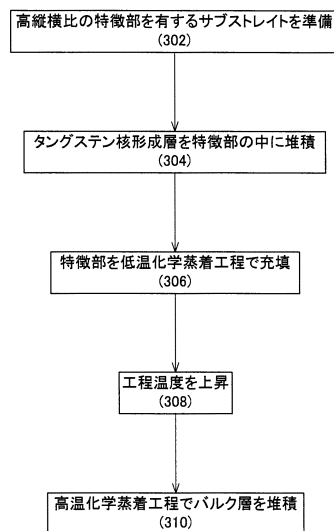 高縦横比の特徴部を有するサブストレイトを準備
(302)
タングステン核形成層を特徴部の中に堆積
(304)
特徴部を低温化学蒸着工程で充填
(306)
工程温度を上昇
(308)
高温化学蒸着工程でバルク層を堆積
(310)